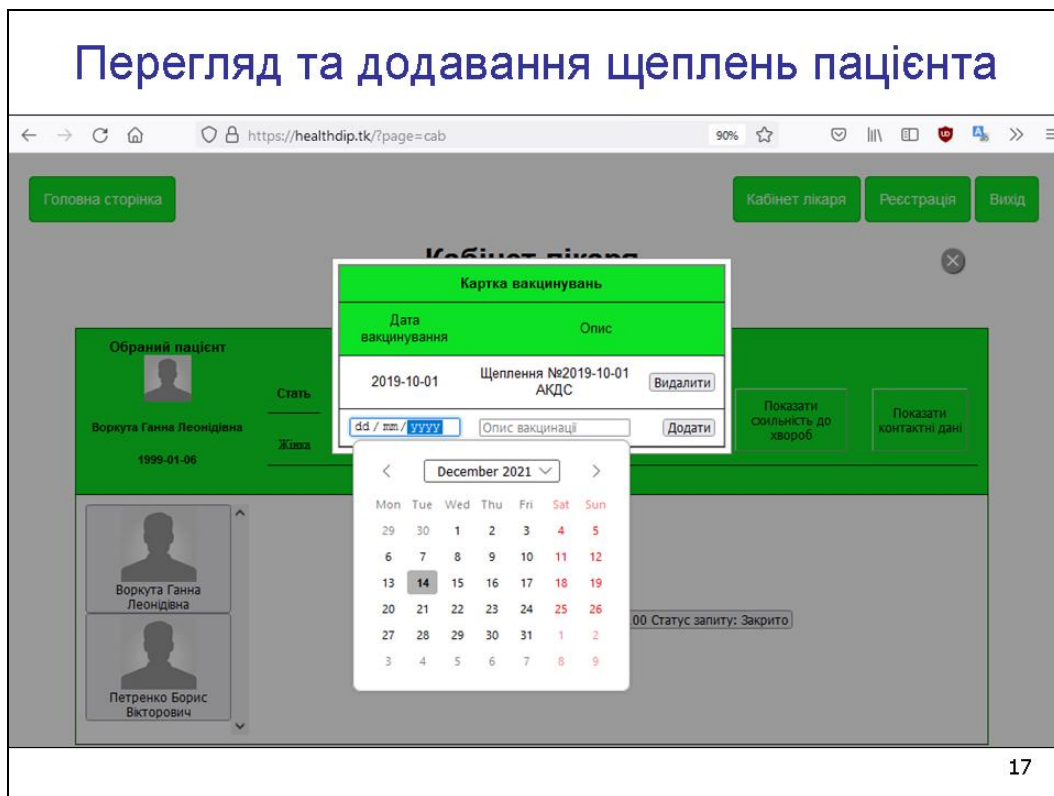 Перегляд та додавання щеплень пацієнта
https://healthdip.tk/?page=cab
90%
Головна сторінка
Кабінет лікаря
Реєстрація
Вихід
Кабінет лікаря
Картка вакцинувань
Дата
вакцинування
Опис
2019-10-01
Щеплення №2019-10-01
АКДС
Видалити
dd / mm / yyyy
Опис вакцинації
Додати
Обраний пацієнт
Воркута Ганна Леонідівна
1999-01-06
Стать
Жінка
Показати
схильність до
хвороб
Показати
контактні дані
December 2021
Mon Tue Wed Thu Fri Sat Sun
29 30 1 2 3 4 5
6 7 8 9 10 11 12
13 14 15 16 17 18 19
20 21 22 23 24 25 26
27 28 29 30 31 1 2
3 4 5 6 7 8 9
Воркута Ганна
Леонідівна
Петренко Борис
Вікторович
00 Статус запиту: Закрито
17